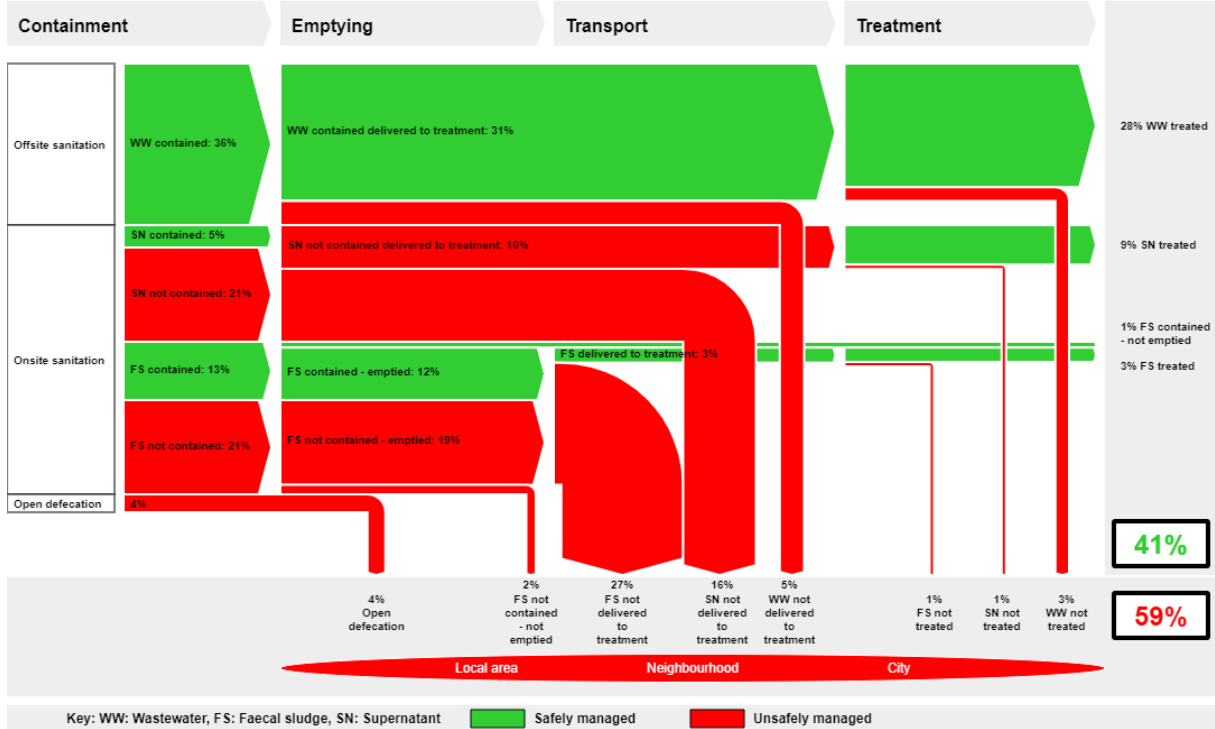 Containment
Emptying
Transport
Treatment
Offsite sanitation
WW contained: 36%
WW contained delivered to treatment: 31%
28% WW treated
SN contained: 5%
SN not contained delivered to treatment: 10%
9% SN treated
SN not contained: 21%
Onsite sanitation
1% FS contained
- not emptied
FS delivered to treatment: 3%
3% FS treated
FS contained: 13%
FS contained - emptied: 12%
FS not contained: 21%
FS not contained - emptied: 19%
Open defecation
4%
41%
59%
4%
Open
defecation
2%
FS not
contained
- not
emptied
27%
FS not
delivered
to
treatment
16%
SN not
delivered
to
treatment
5%
WW not
delivered
to
treatment
1%
FS not
treated
1%
SN not
treated
3%
WW not
treated
Local area
Neighbourhood
City
Key: WW: Wastewater, FS: Faecal sludge, SN: Supernatant
Safely managed
Unsafely managed